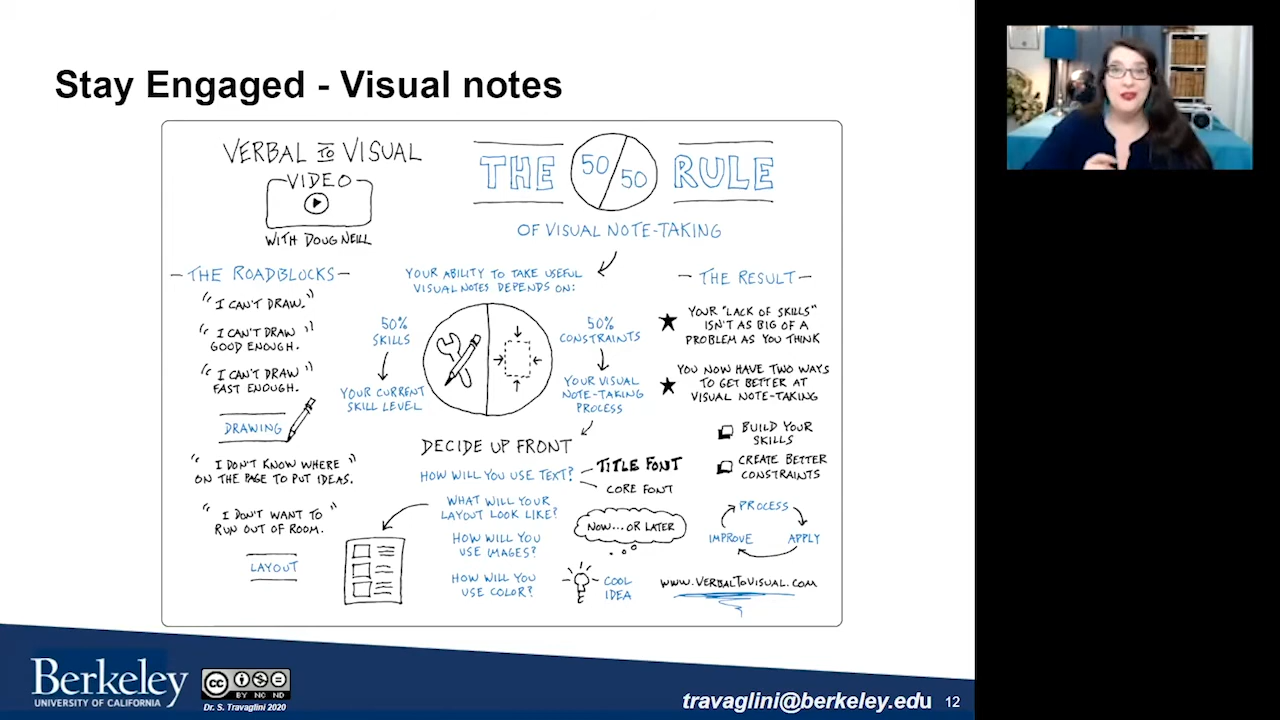 Stay Engaged - Visual notes
VERBAL TO VISUAL
VIDEO
WITH DOUG NEILL
THE 50/50 RULE
OF VISUAL NOTE-TAKING
- THE ROADBLOCKS -
"I CAN'T DRAW."
"I CAN'T DRAW
GOOD ENOUGH."
"I CAN'T DRAW
FAST ENOUGH."
DRAWING
"I DON'T KNOW WHERE
ON THE PAGE TO PUT IDEAS."
"I DON'T WANT TO
RUN OUT OF ROOM."
LAYOUT
YOUR ABILITY TO TAKE USEFUL
VISUAL NOTES DEPENDS ON:
50%
SKILLS
YOUR CURRENT
SKILL LEVEL
50%
CONSTRAINTS
YOUR VISUAL
NOTE-TAKING
PROCESS
DECIDE UP FRONT
HOW WILL YOU USE TEXT?
TITLE FONT
CORE FONT
WHAT WILL YOUR
LAYOUT LOOK LIKE?
NOW...OR LATER
HOW WILL YOU
USE IMAGES?
HOW WILL YOU
USE COLOR?
COOL
IDEA
- THE RESULT -
YOUR "LACK OF SKILLS"
ISN'T AS BIG OF A
PROBLEM AS YOU THINK
YOU NOW HAVE TWO WAYS
TO GET BETTER AT
VISUAL NOTE-TAKING
BUILD YOUR
SKILLS
CREATE BETTER
CONSTRAINTS
PROCESS
IMPROVE APPLY
WWW.VERBALTOVISUAL.COM
Berkeley
UNIVERSITY OF CALIFORNIA
cc
BY NC ND
Dr. S. Travaglini 2020
travaglini@berkeley.edu
12